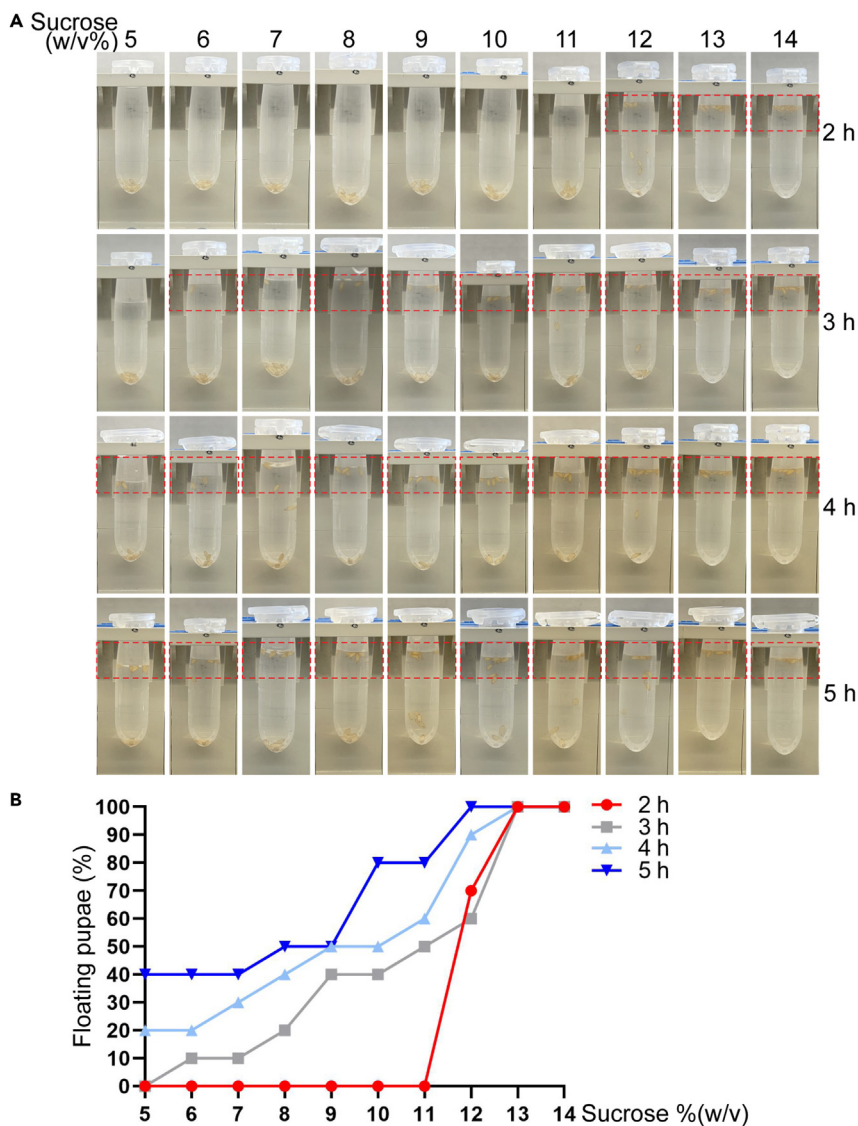 A Sucrose
(w/v%) 5 6 7 8 9 10 11 12 13 14
2 h
3 h
4 h
5 h
B
100
90
80
70
60
50
40
30
20
10
0
Floating pupae (%)
5 6 7 8 9 10 11 12 13 14 Sucrose %(w/v)
2 h
3 h
4 h
5 h